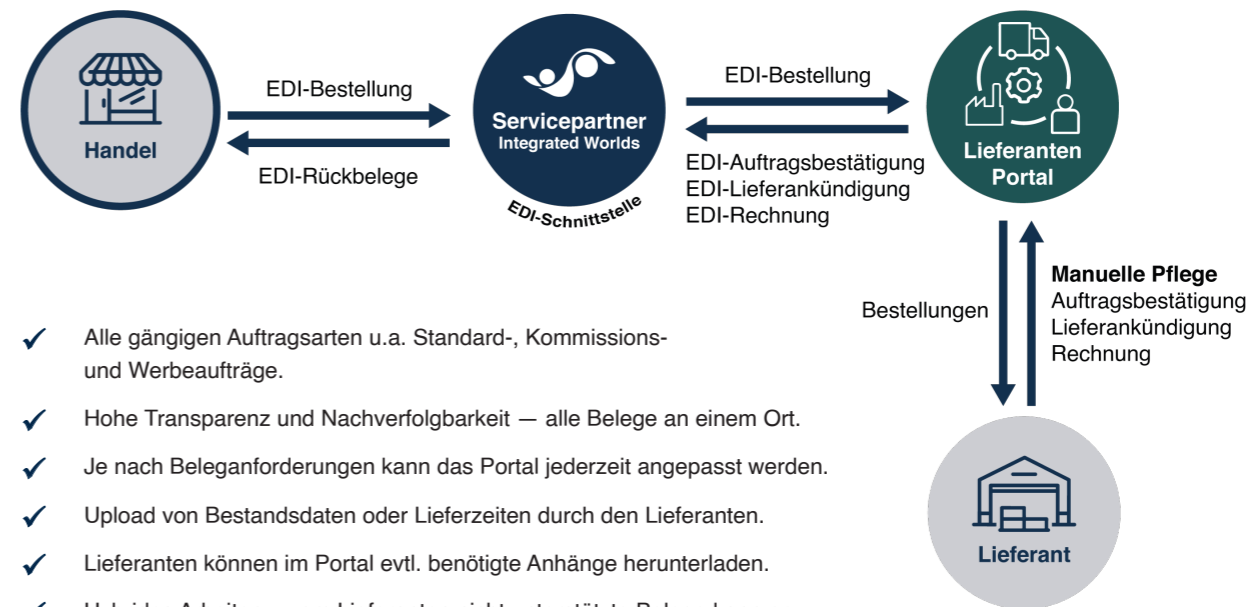 Handel
EDI-Bestellung
EDI-Rückbelege
Servicepartner
Integrated Worlds
EDI-Schnittstelle
EDI-Bestellung
EDI-Auftragsbestätigung
EDI-Lieferankündigung
EDI-Rechnung
Lieferanten
Portal
Bestellungen
Manuelle Pflege
Auftragsbestätigung
Lieferankündigung
Rechnung
Lieferant
Alle gängigen Auftragsarten u.a. Standard-, Kommissions-
und Werbeaufträge.
Hohe Transparenz und Nachverfolgbarkeit — alle Belege an einem Ort.
Je nach Beleganforderungen kann das Portal jederzeit angepasst werden.
Upload von Bestandsdaten oder Lieferzeiten durch den Lieferanten.
Lieferanten können im Portal evtl. benötigte Anhänge herunterladen.